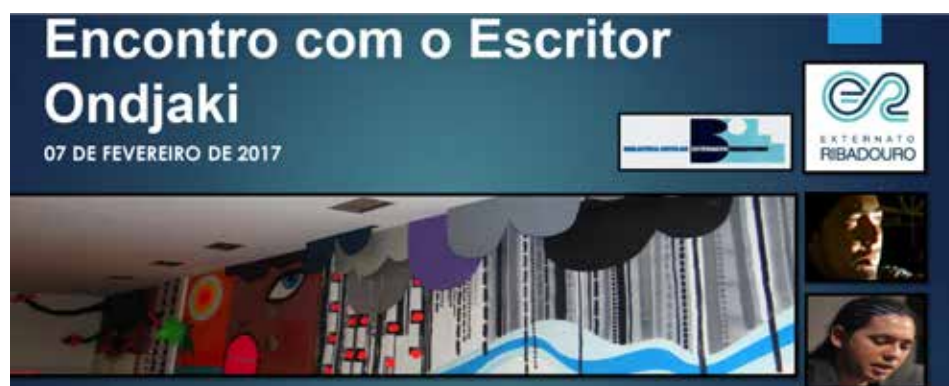 Encontro com o Escritor
Ondjaki
07 DE FEVEREIRO DE 2017
EXTERNATO
RIBADOURO